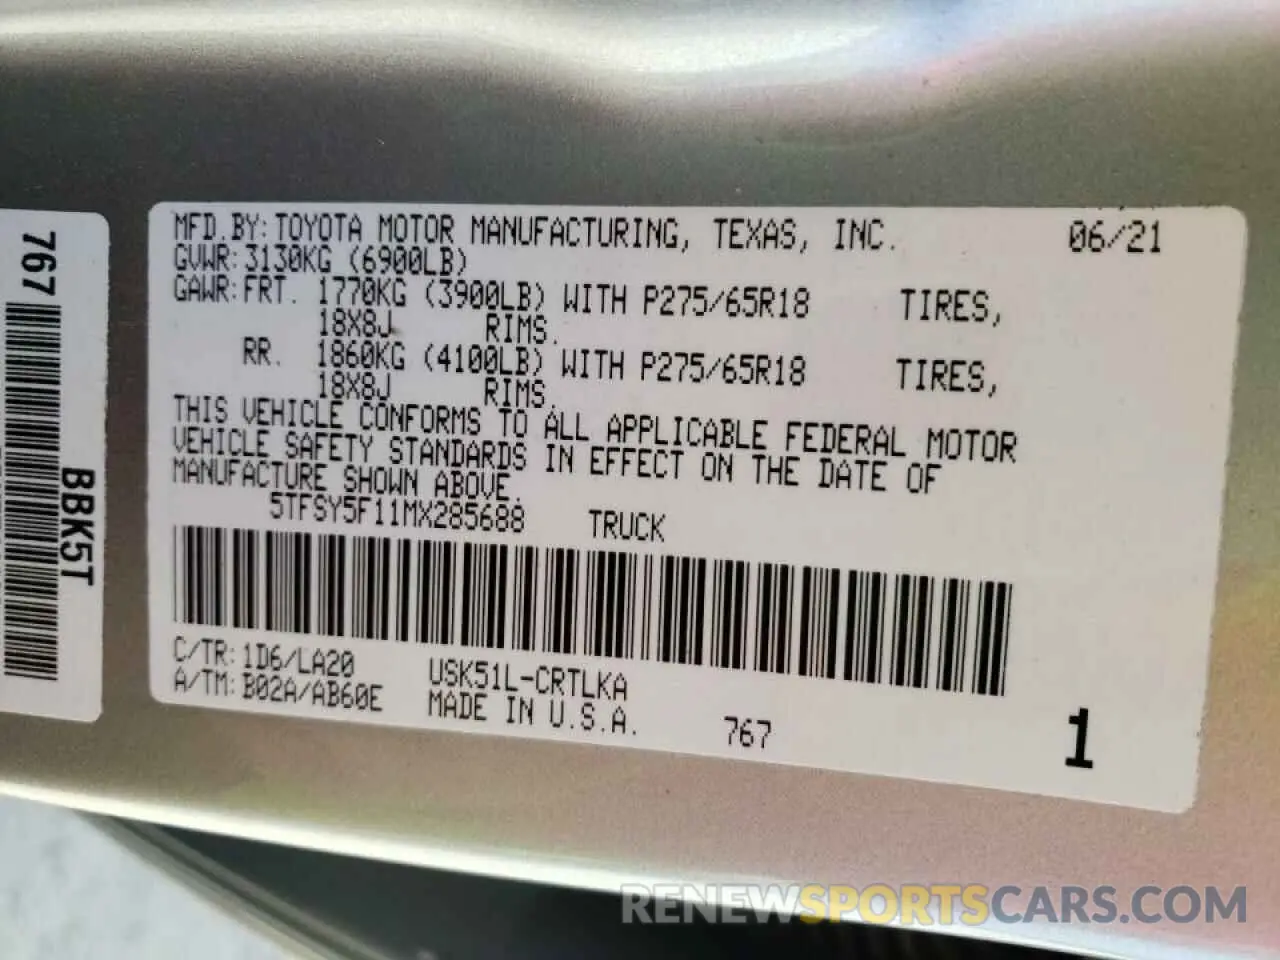 767
BBK5T
MFD.BY:TOYOTA MOTOR MANUFACTURING, TEXAS, INC. 06/21
GVWR:3130KG (6900LB)
GAWR:FRT. 1770KG (3900LB) WITH P275/65R18 TIRES,
18X8J RIMS.
RR. 1860KG (4100LB) WITH P275/65R18 TIRES,
18X8J RIMS.
THIS VEHICLE CONFORMS TO ALL APPLICABLE FEDERAL MOTOR
VEHICLE SAFETY STANDARDS IN EFFECT ON THE DATE OF
MANUFACTURE SHOWN ABOVE.
5TFSY5F11MX285688 TRUCK
C/TR:1D6/LA20 USK51L-CRTLKA
A/TM:B02A/AB60E MADE IN U.S.A. 767
1
RENEWSPORTSCARS.COM